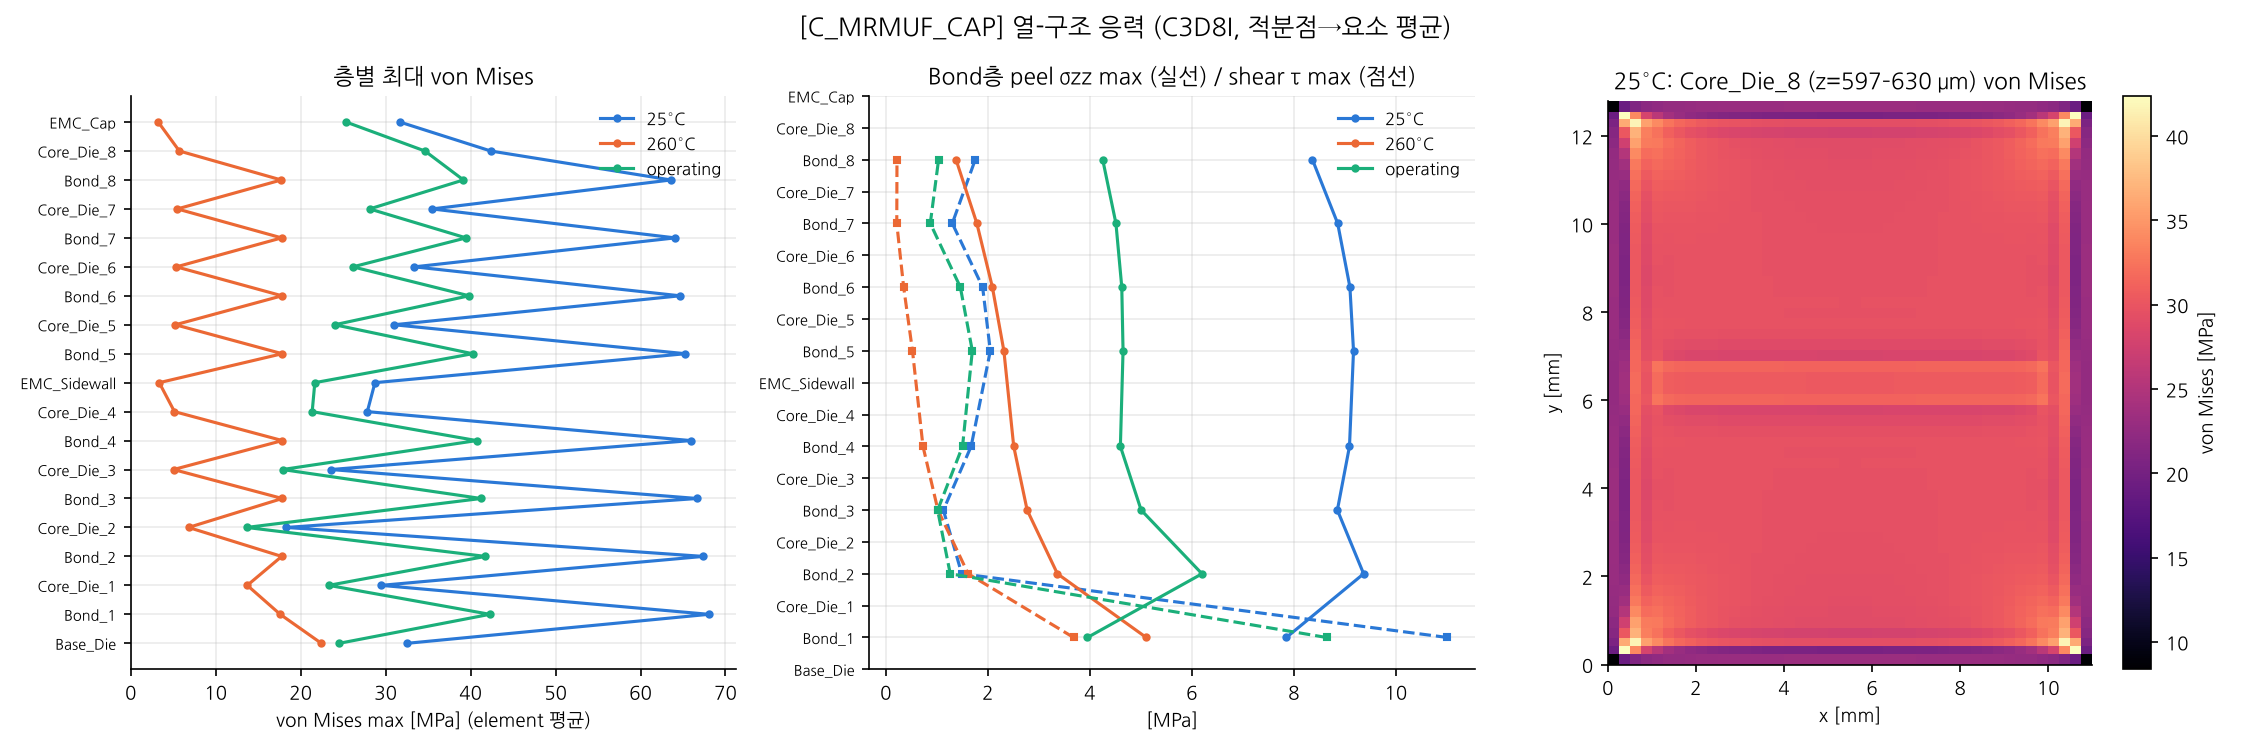 [C_MRMUF_CAP] 열-구조 응력 (C3D8I, 적분점→요소 평균)
층별 최대 von Mises
EMC_Cap
Core_Die_8
Bond_8
Core_Die_7
Bond_7
Core_Die_6
Bond_6
Core_Die_5
Bond_5
EMC_Sidewall
Core_Die_4
Bond_4
Core_Die_3
Bond_3
Core_Die_2
Bond_2
Core_Die_1
Bond_1
Base_Die
25°C
260°C
operating
0 10 20 30 40 50 60 70
von Mises max [MPa] (element 평균)
Bond층 peel σzz max (실선) / shear τ max (점선)
EMC_Cap
Core_Die_8
Bond_8
Core_Die_7
Bond_7
Core_Die_6
Bond_6
Core_Die_5
Bond_5
EMC_Sidewall
Core_Die_4
Bond_4
Core_Die_3
Bond_3
Core_Die_2
Bond_2
Core_Die_1
Bond_1
Base_Die
25°C
260°C
operating
0 2 4 6 8 10
[MPa]
25°C: Core_Die_8 (z=597-630 µm) von Mises
y [mm]
12
10
8
6
4
2
0
0 2 4 6 8 10
x [mm]
40
35
30
25
20
15
10
von Mises [MPa]